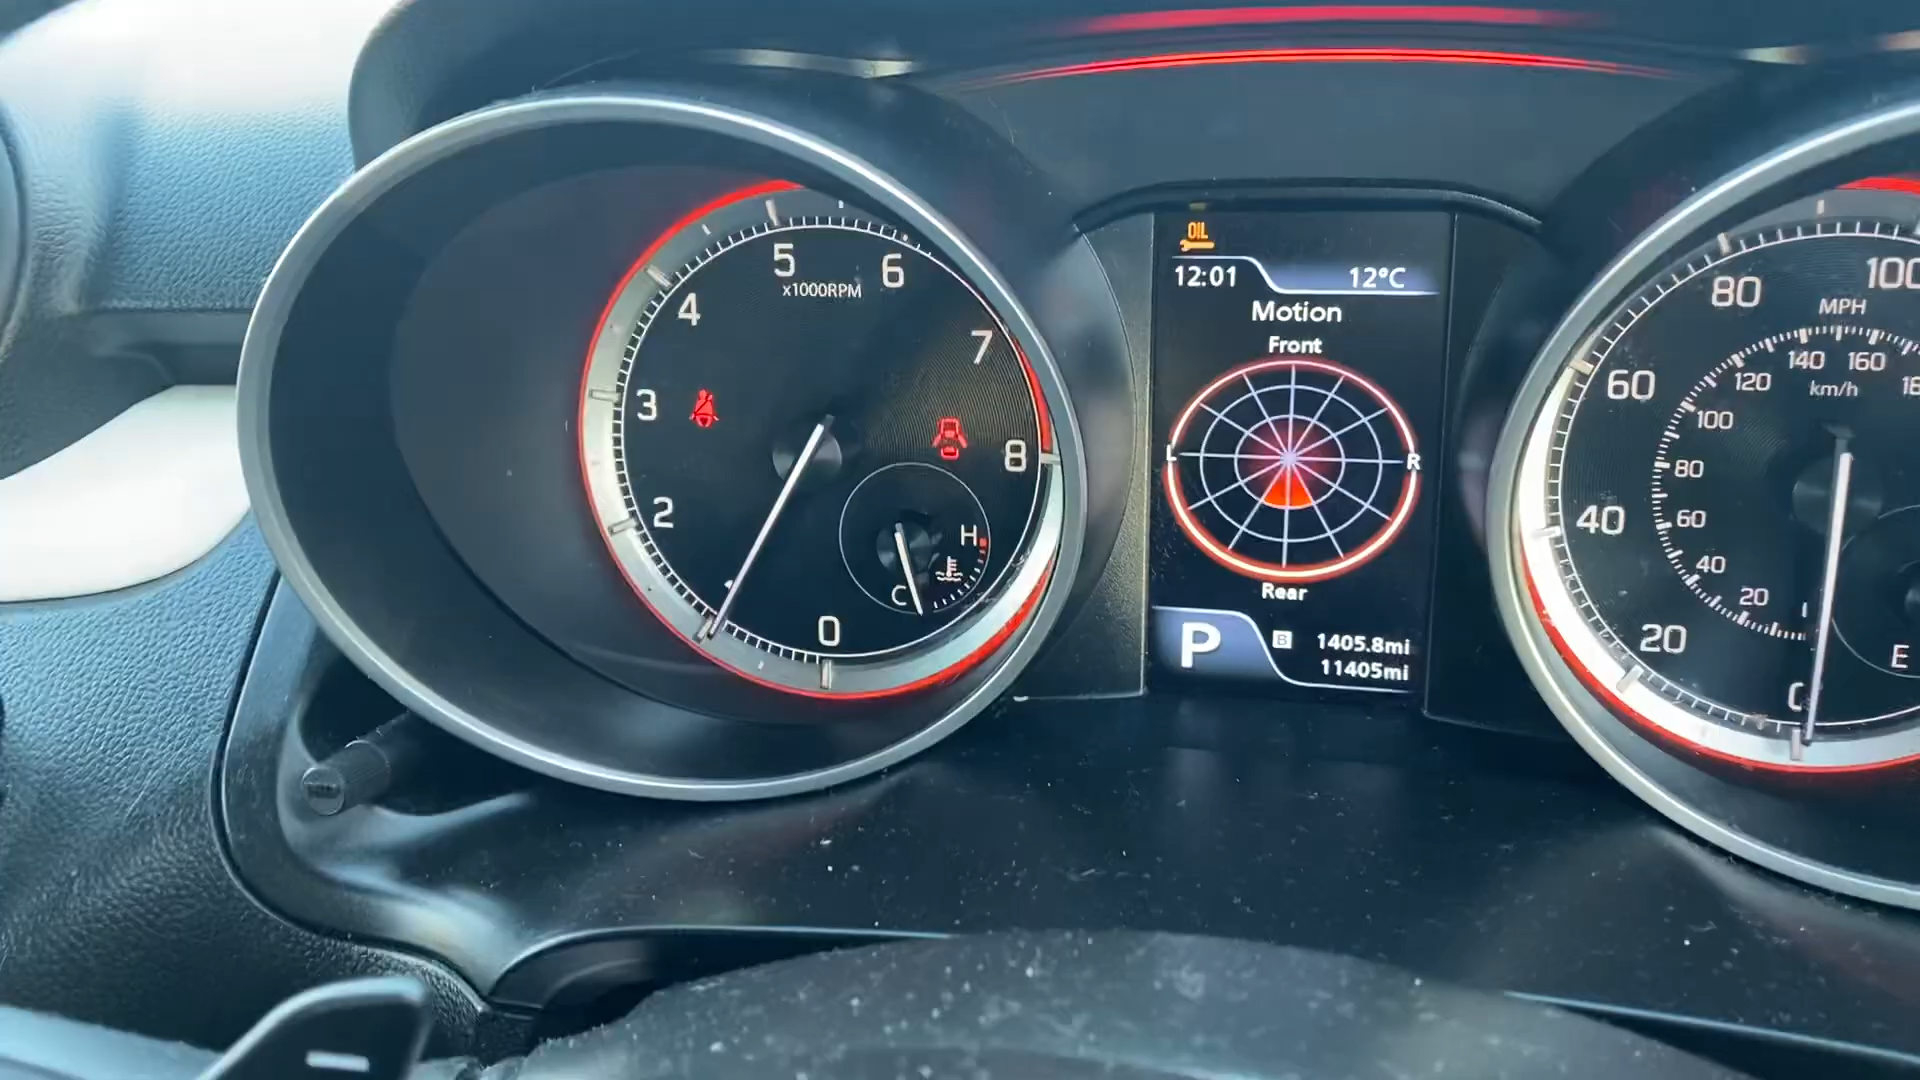 5
6
x1000RPM
4
7
3
8
2
H
C
0
OIL
12:01
12°C
Motion
Front
L
R
Rear
P
B
1405.8mi
11405mi
100
80
MPH
140
160
60
120
km/h
100
80
40
60
40
20
20
E